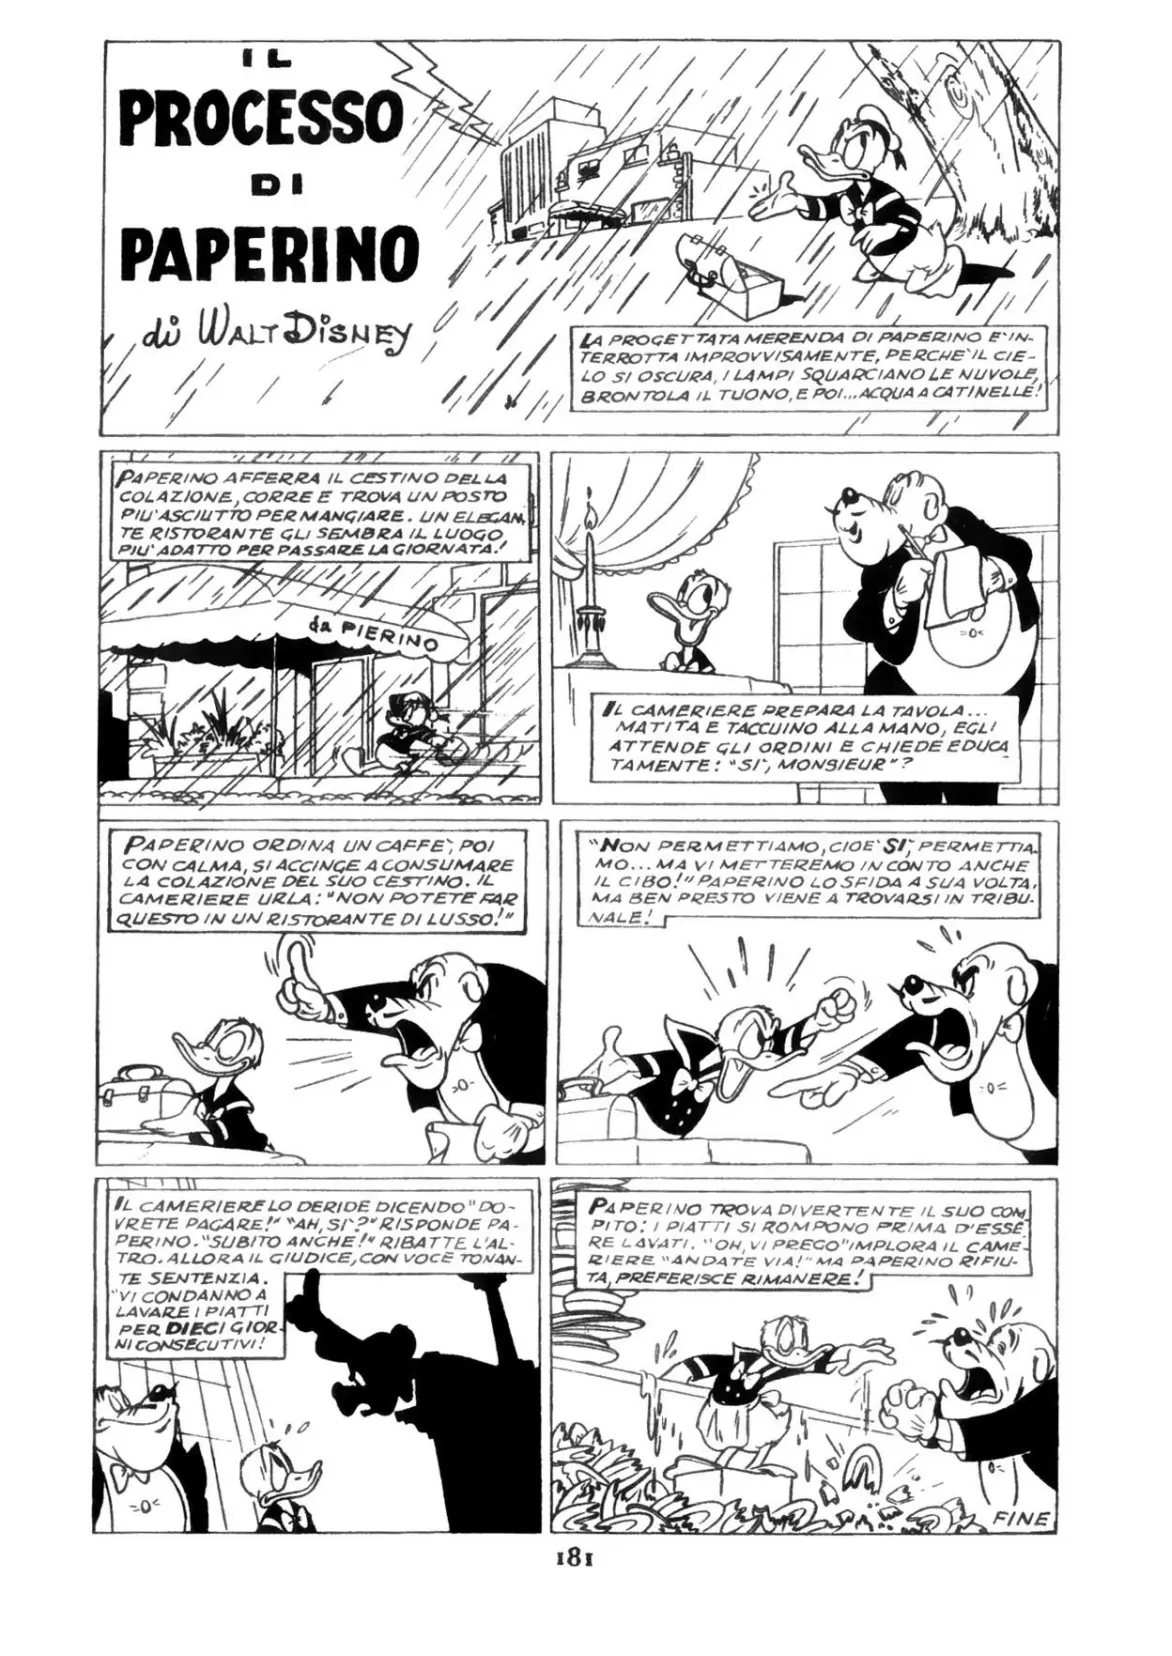 IL
PROCESSO
DI
PAPERINO
di WALT DISNEY
LA PROGETTATA MERENDA DI PAPERINO E' IN-
TERROTTA IMPROVVISAMENTE, PERCHE' IL CIE-
LO SI OSCURA, I LAMPI SQUARCIANO LE NUVOLE,
BRONTOLA IL TUONO, E POI... ACQUA A CATINELLE!
PAPERINO AFFERRA IL CESTINO DELLA
COLAZIONE, CORRE E TROVA UN POSTO
PIU' ASCIUTTO PER MANGIARE. UN ELEGAN-
TE RISTORANTE GLI SEMBRA IL LUOGO
PIU' ADATTO PER PASSARE LA GIORNATA!
da PIERINO
IL CAMERIERE PREPARA LA TAVOLA...
MATITA E TACCUINO ALLA MANO, EGLI
ATTENDE GLI ORDINI E CHIEDE EDUCA
TAMENTE: "SI', MONSIEUR"?
PAPERINO ORDINA UN CAFFE', POI
CON CALMA, SI ACCINGE A CONSUMARE
LA COLAZIONE DEL SUO CESTINO. IL
CAMERIERE URLA: "NON POTETE FAR
QUESTO IN UN RISTORANTE DI LUSSO!"
"NON PERMETTIAMO, CIOE' SI', PERMETTIA-
MO... MA VI METTEREMO IN CONTO ANCHE
IL CIBO!" PAPERINO LO SFIDA A SUA VOLTA,
MA BEN PRESTO VIENE A TROVARSI IN TRIBU-
NALE!
IL CAMERIERE LO DERIDE DICENDO "DO-
VRETE PAGARE!" "AH, SI'?" RISPONDE PA-
PERINO. "SUBITO ANCHE!" RIBATTE L'AL-
TRO. ALLORA IL GIUDICE, CON VOCE TONAN-
TE SENTENZIA.
"VI CONDANNO A
LAVARE I PIATTI
PER DIECI GIOR-
NI CONSECUTIVI!
PAPERINO TROVA DIVERTENTE IL SUO COM
PITO: I PIATTI SI ROMPONO PRIMA D'ESSE-
RE LAVATI. "OH, VI PREGO" IMPLORA IL CAME-
RIERE "ANDATE VIA!" MA PAPERINO RIFIU-
TA, PREFERISCE RIMANERE!
FINE
181